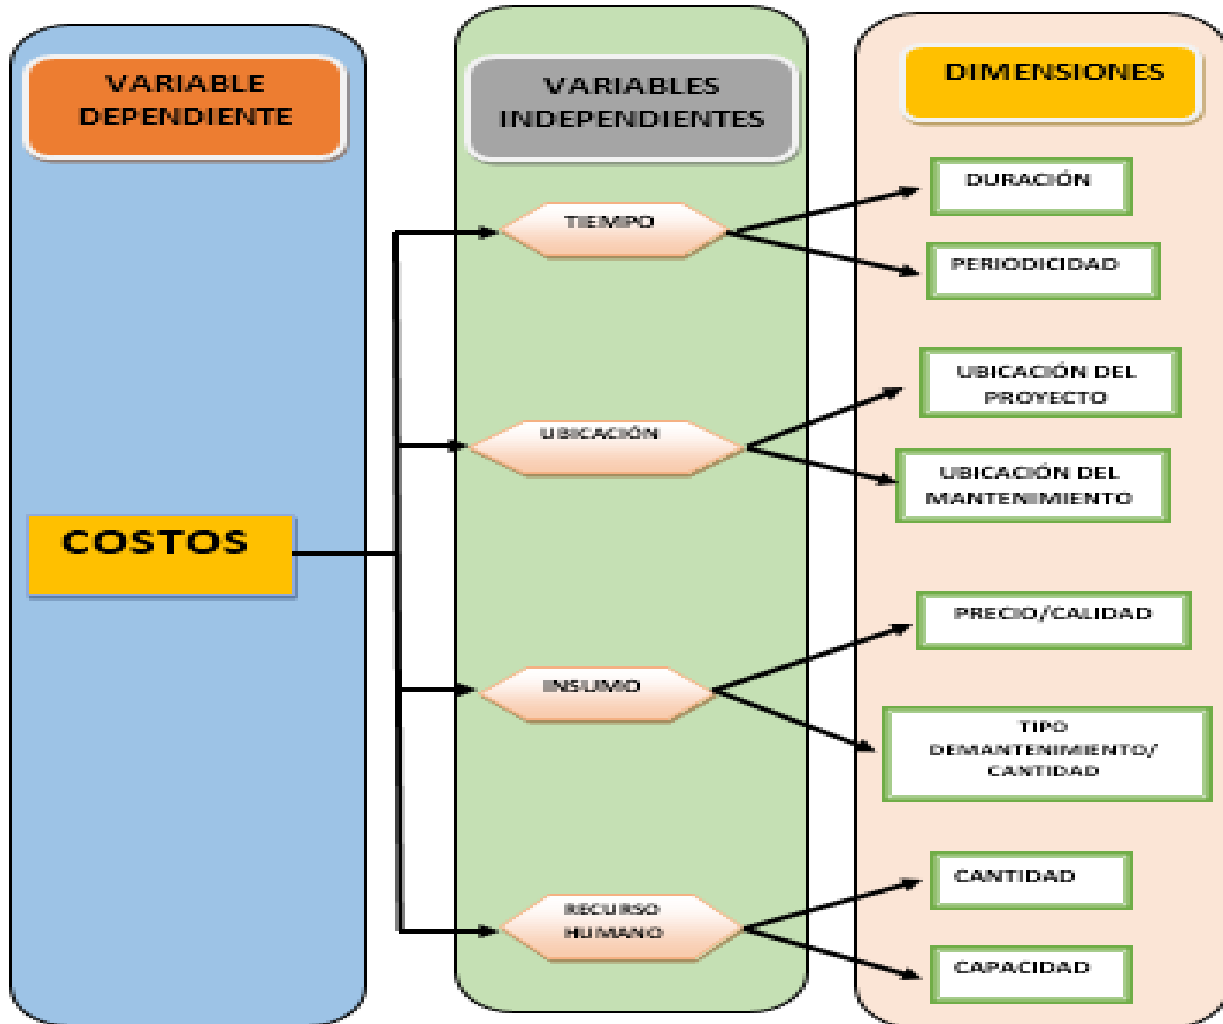 VARIABLE
DEPENDIENTE
COSTOS
VARIABLES
INDEPENDIENTES
TIEMPO
UBICACIÓN
INSUMO
RECURSO
HUMANO
DIMENSIONES
DURACIÓN
PERIODICIDAD
UBICACIÓN DEL
PROYECTO
UBICACIÓN DEL
MANTENIMIENTO
PRECIO/CALIDAD
TIPO
DEMANTENIMIENTO/
CANTIDAD
CANTIDAD
CAPACIDAD